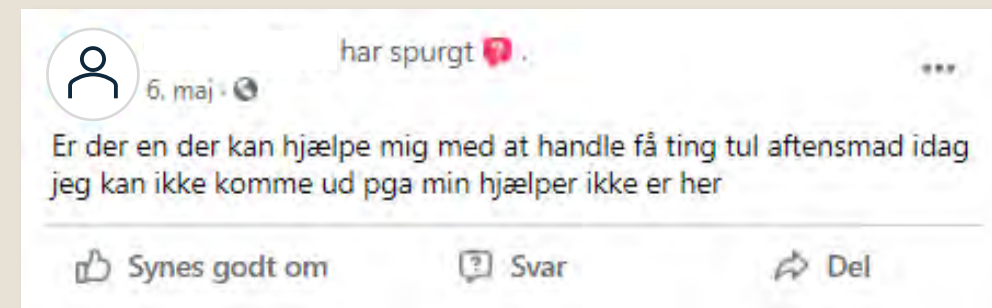 har spurgt .
6. maj ·
Er der en der kan hjælpe mig med at handle få ting tul aftensmad idag
jeg kan ikke komme ud pga min hjælper ikke er her
Synes godt om Svar Del